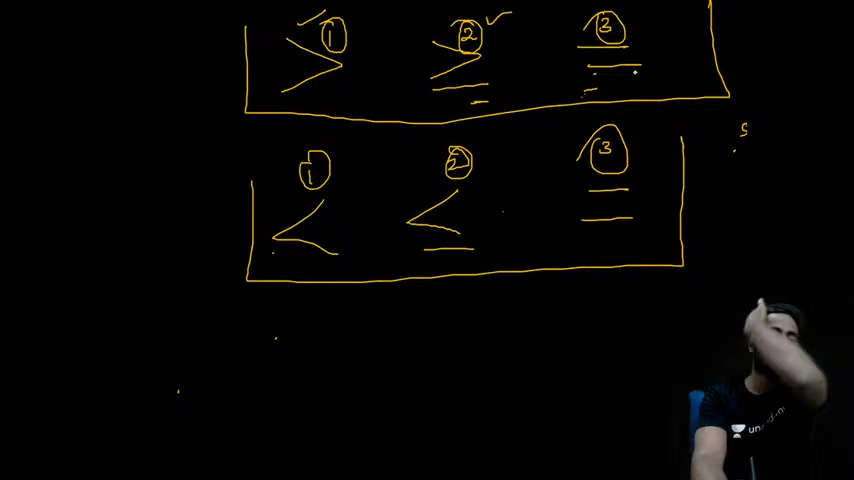 1 2 3
> ≥ =
1 2 3
< ≤ =